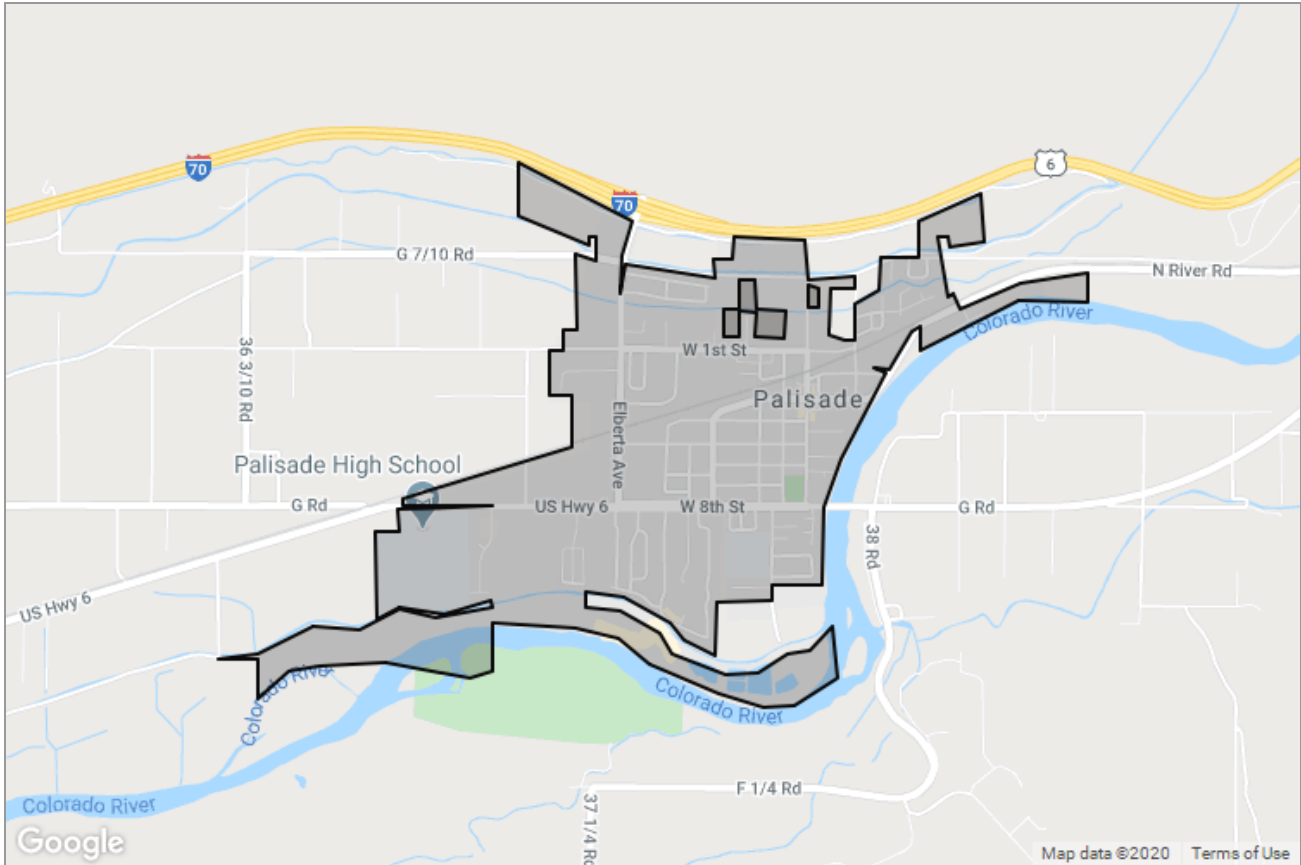 70
6
70
G 7/10 Rd
N River Rd
Colorado River
36 3/10 Rd
W 1st St
Palisade
Elberta Ave
Palisade High School
G Rd
US Hwy 6
W 8th St
G Rd
38 Rd
US Hwy 6
Colorado River
Colorado River
Colorado River
F 1/4 Rd
37 1/4 Rd
Google
Map data ©2020 Terms of Use